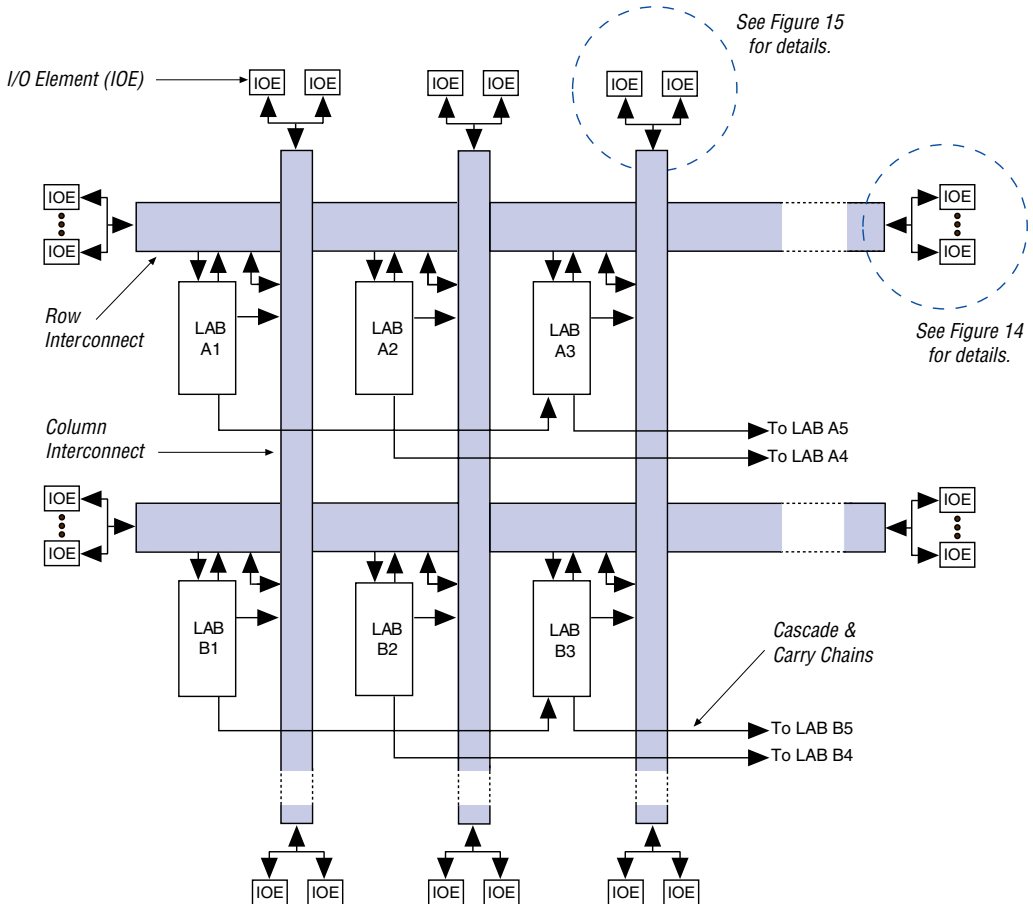 See Figure 15
for details.
I/O Element (IOE)
IOE
IOE
IOE
IOE
IOE
IOE
IOE
IOE
IOE
IOE
Row
Interconnect
LAB
A1
LAB
A2
LAB
A3
See Figure 14
for details.
Column
Interconnect
To LAB A5
To LAB A4
IOE
IOE
IOE
IOE
LAB
B1
LAB
B2
LAB
B3
Cascade &
Carry Chains
To LAB B5
To LAB B4
IOE
IOE
IOE
IOE
IOE
IOE